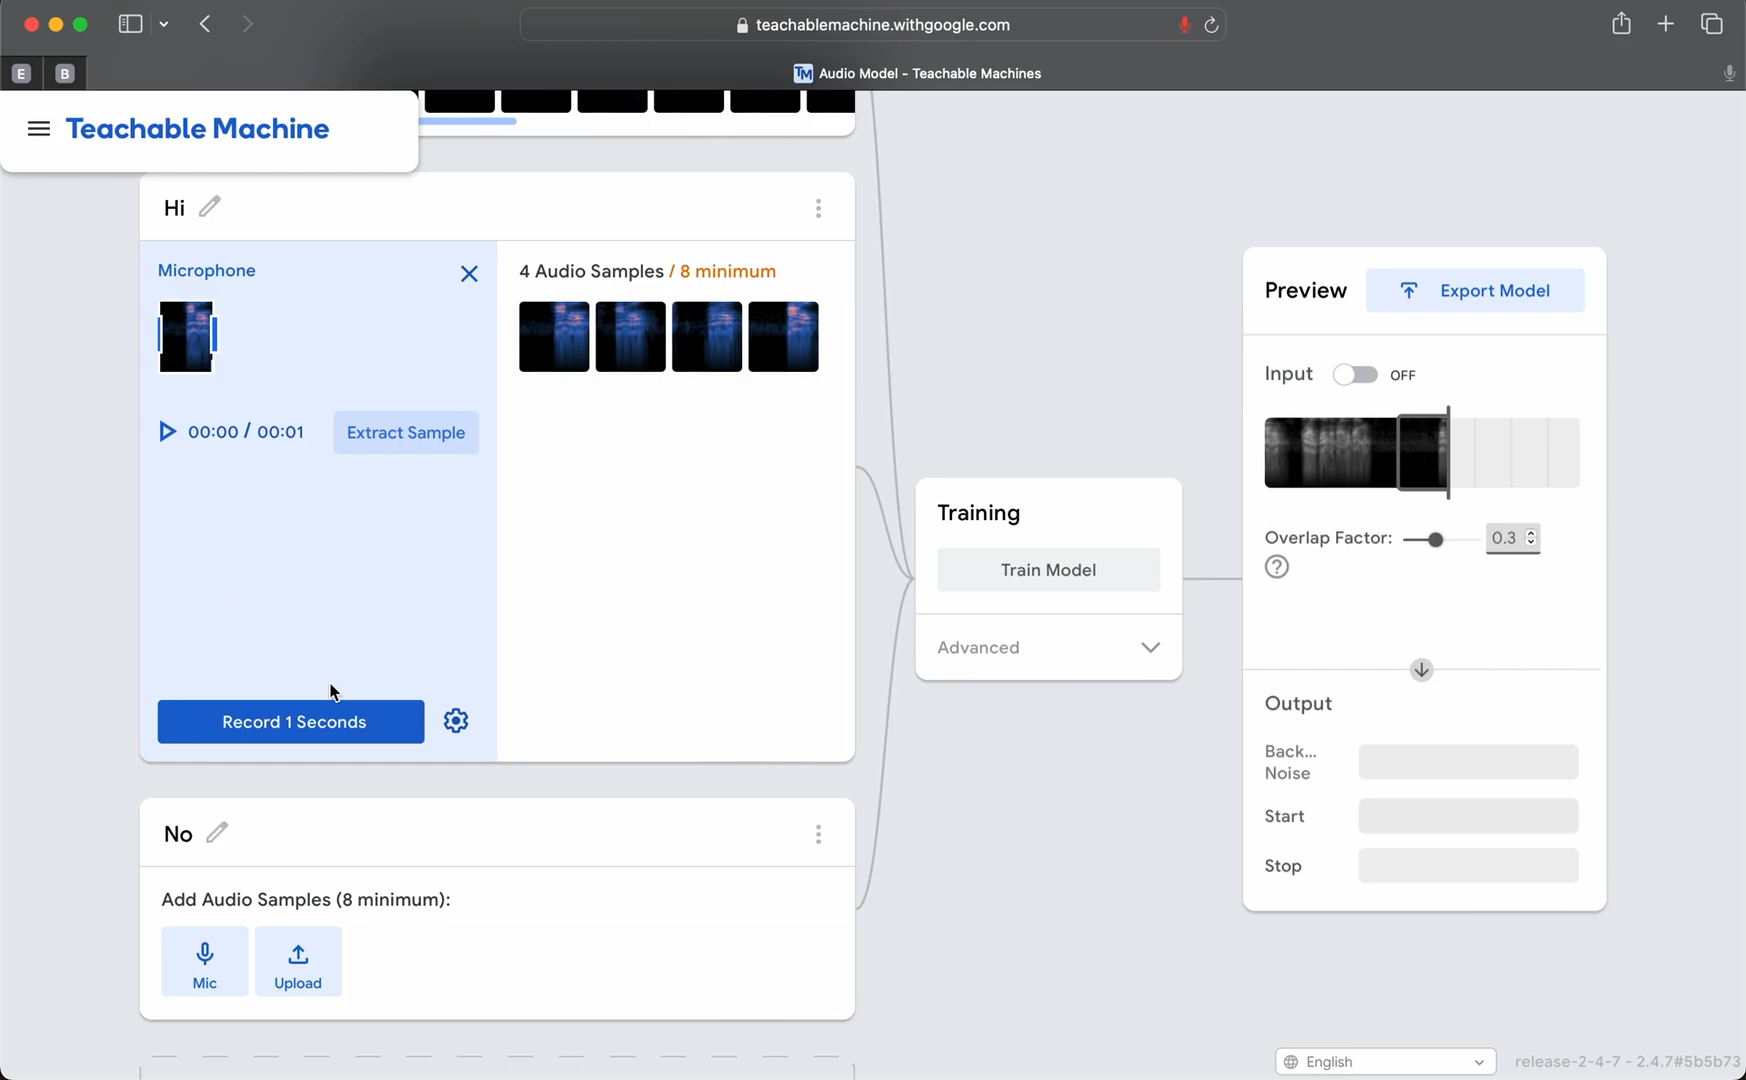 teachablemachine.withgoogle.com
E
B
TM Audio Model - Teachable Machines
Teachable Machine
Hi
Microphone
4 Audio Samples / 8 minimum
00:00 / 00:01
Extract Sample
Record 1 Seconds
No
Add Audio Samples (8 minimum):
Mic
Upload
Training
Train Model
Advanced
Preview
Export Model
Input
OFF
Overlap Factor:
0.3
?
Output
Back...
Noise
Start
Stop
English
release-2-4-7 - 2.4.7#5b5b73